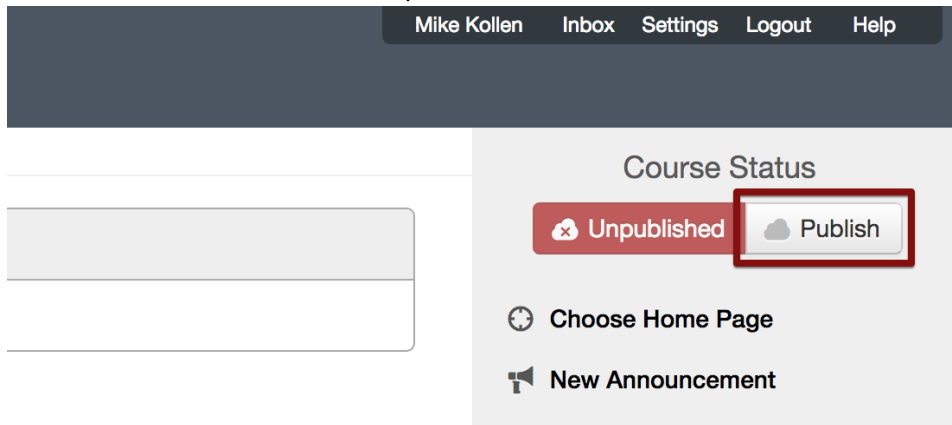 Mike Kollen Inbox Settings Logout Help
Course Status
Unpublished Publish
Choose Home Page
New Announcement